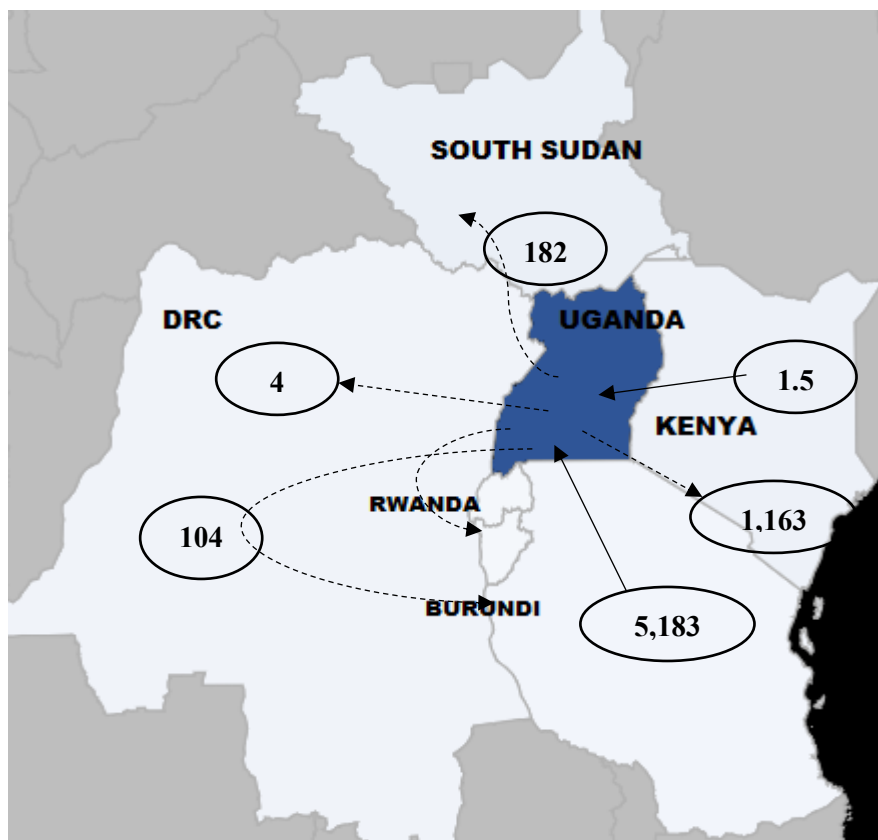 SOUTH SUDAN
182
DRC
UGANDA
4
1.5
KENYA
RWANDA
1,163
104
BURUNDI
5,183